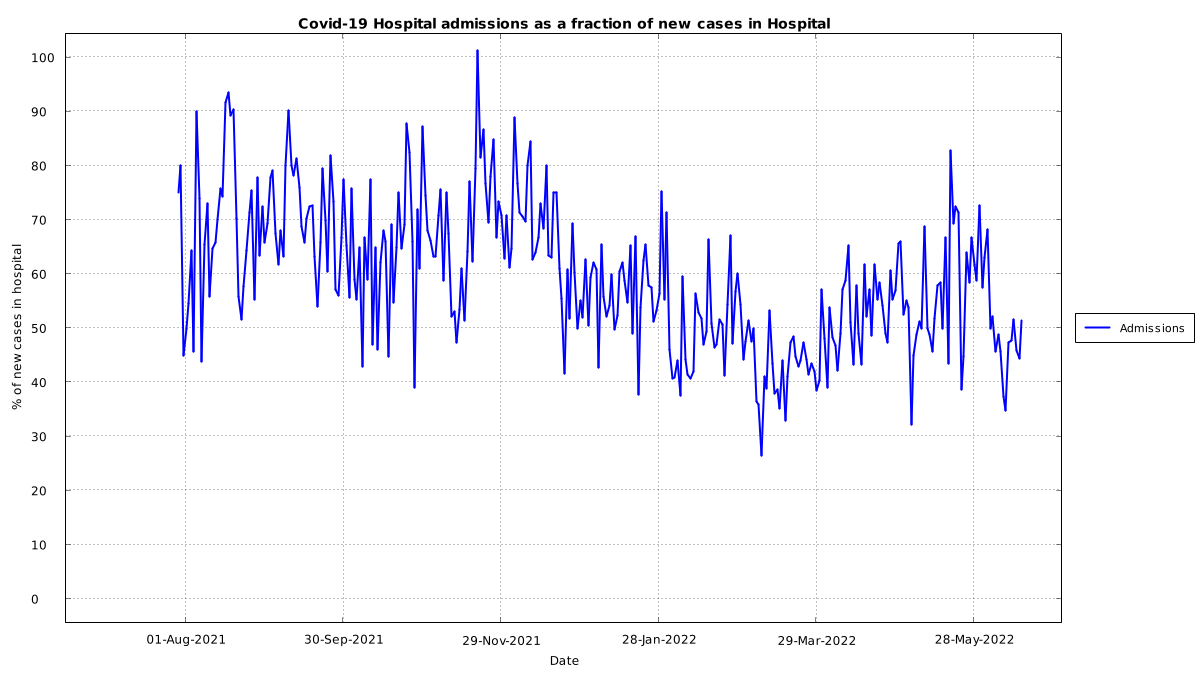 Covid-19 Hospital admissions as a fraction of new cases in Hospital
100
90
80
70
60
50
40
30
20
10
0
% of new cases in hospital
Admissions
01-Aug-2021 30-Sep-2021 29-Nov-2021 28-Jan-2022 29-Mar-2022 28-May-2022
Date